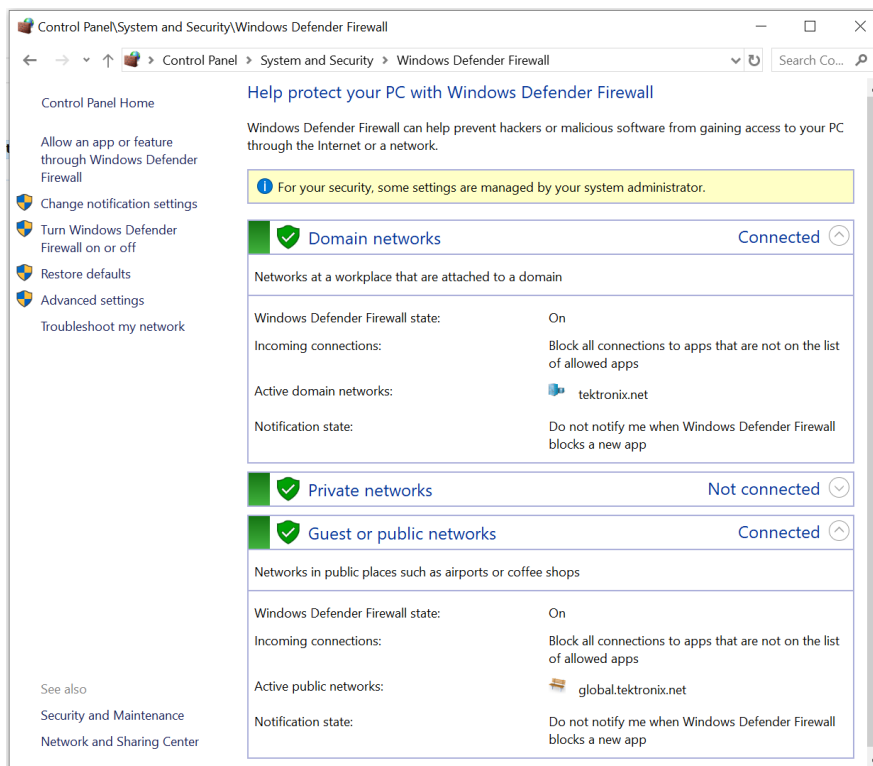 Control Panel\System and Security\Windows Defender Firewall
Control Panel > System and Security > Windows Defender Firewall
Search Co...
Control Panel Home
Allow an app or feature
through Windows Defender
Firewall
Change notification settings
Turn Windows Defender
Firewall on or off
Restore defaults
Advanced settings
Troubleshoot my network
See also
Security and Maintenance
Network and Sharing Center
Help protect your PC with Windows Defender Firewall
Windows Defender Firewall can help prevent hackers or malicious software from gaining access to your PC
through the Internet or a network.
For your security, some settings are managed by your system administrator.
Domain networks Connected
Networks at a workplace that are attached to a domain
Windows Defender Firewall state: On
Incoming connections: Block all connections to apps that are not on the list
of allowed apps
Active domain networks: tektronix.net
Notification state: Do not notify me when Windows Defender Firewall
blocks a new app
Private networks Not connected
Guest or public networks Connected
Networks in public places such as airports or coffee shops
Windows Defender Firewall state: On
Incoming connections: Block all connections to apps that are not on the list
of allowed apps
Active public networks: global.tektronix.net
Notification state: Do not notify me when Windows Defender Firewall
blocks a new app